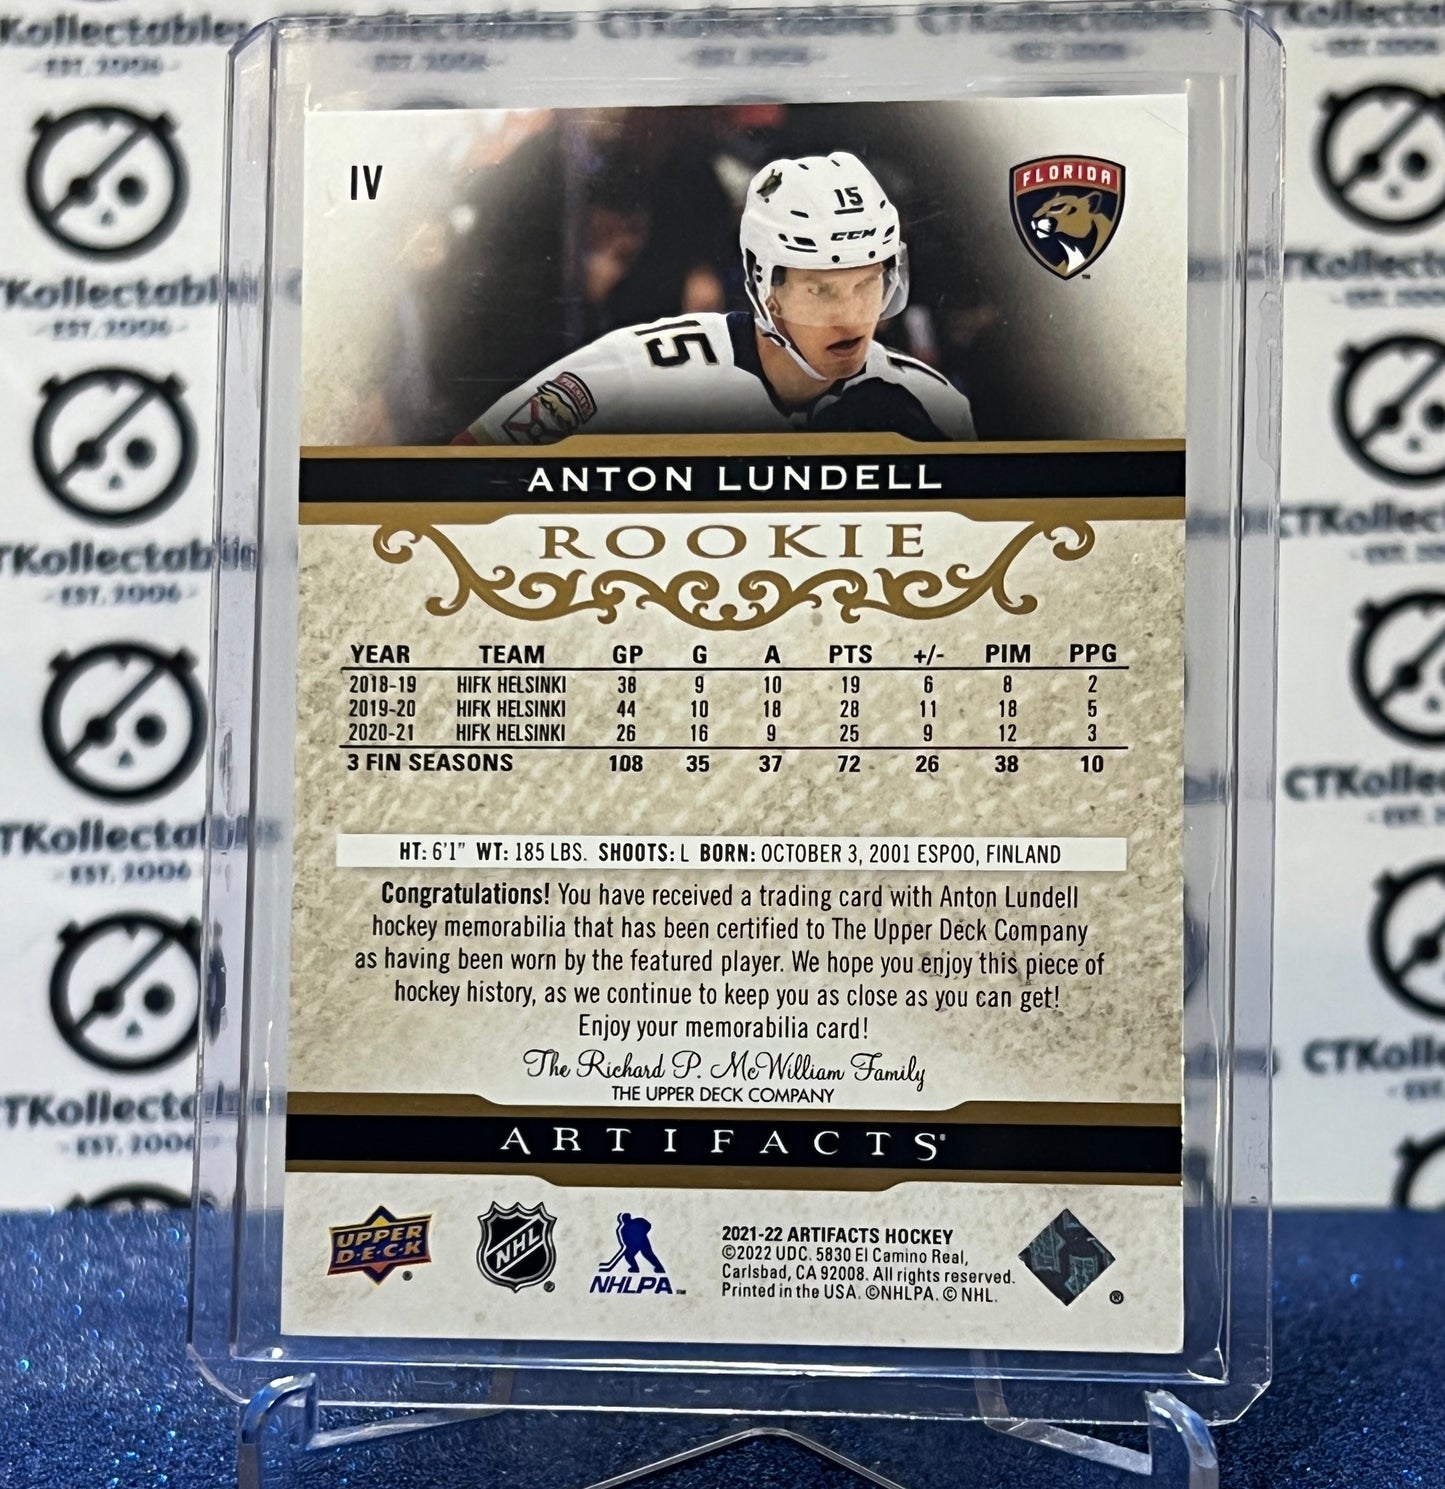 CTKollectables
EST. 2006
IV
15
CCM
FLORIDA
15
ANTON LUNDELL
ROOKIE
YEAR TEAM GP G A PTS +/- PIM PPG
2018-19 HIFK HELSINKI 38 9 10 19 6 8 2
2019-20 HIFK HELSINKI 44 10 18 28 11 18 5
2020-21 HIFK HELSINKI 26 16 9 25 9 12 3
3 FIN SEASONS 108 35 37 72 26 38 10
HT: 6'1" WT: 185 LBS. SHOOTS: L BORN: OCTOBER 3, 2001 ESPOO, FINLAND
Congratulations! You have received a trading card with Anton Lundell
hockey memorabilia that has been certified to The Upper Deck Company
as having been worn by the featured player. We hope you enjoy this piece of
hockey history, as we continue to keep you as close as you can get!
Enjoy your memorabilia card!
The Richard P. McWilliam Family
THE UPPER DECK COMPANY
ARTIFACTS®
UPPER
D·E·C·K
®
NHL
®
NHLPA™
2021-22 ARTIFACTS HOCKEY
©2022 UDC. 5830 El Camino Real,
Carlsbad, CA 92008. All rights reserved.
Printed in the USA. ©NHLPA. © NHL.
®